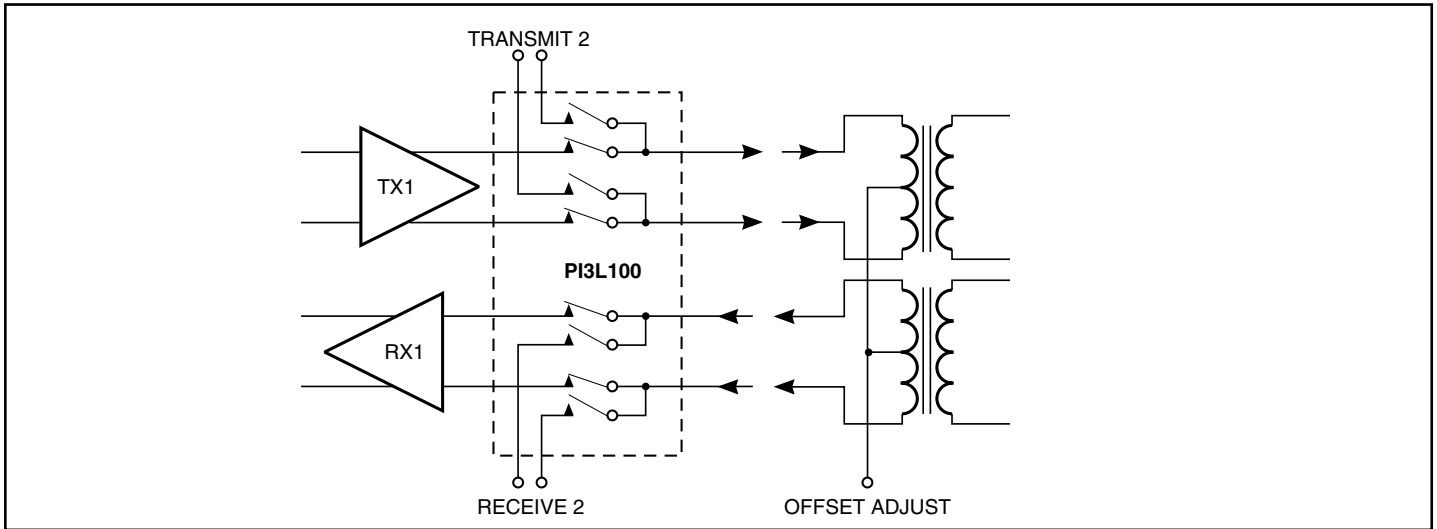 TRANSMIT 2
TX1
PI3L100
RX1
RECEIVE 2
OFFSET ADJUST